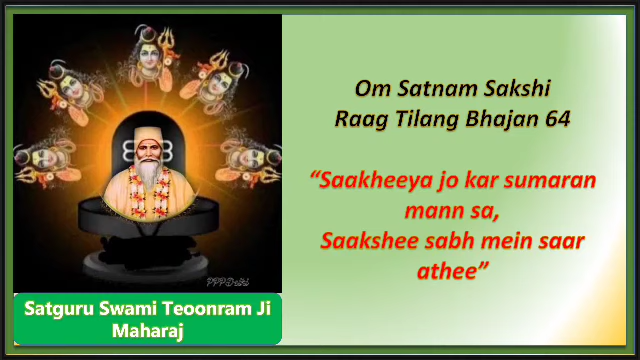 Om Satnam Sakshi
Raag Tilang Bhajan 64
“Saakheeya jo kar sumaran
mann sa,
Saakshee sabh mein saar
athee”
PPPDelhi
Satguru Swami Teoonram Ji
Maharaj